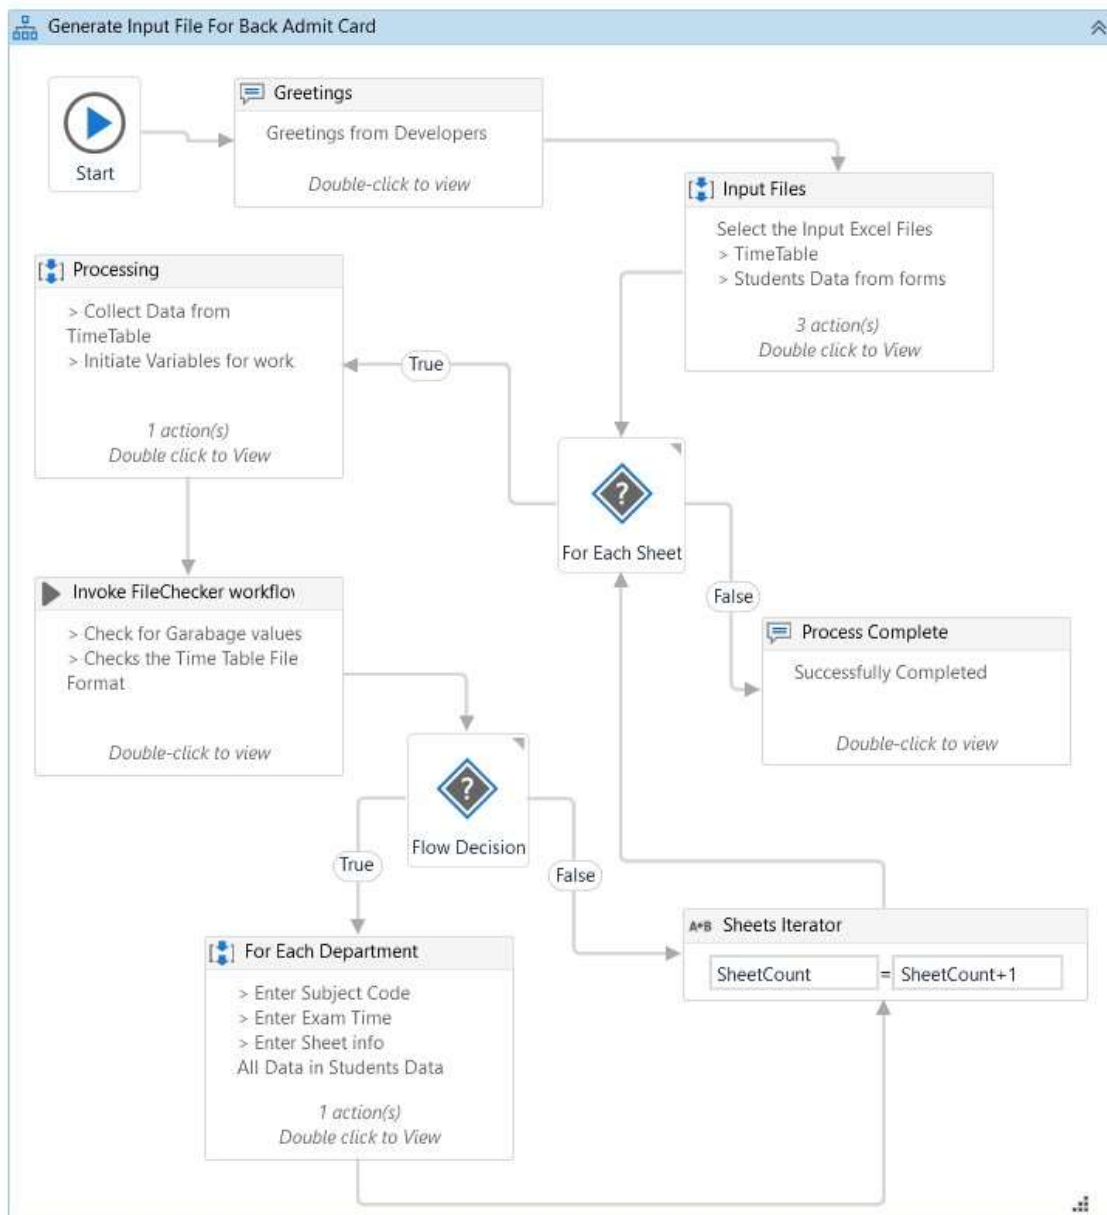 Generate Input File For Back Admit Card
Start
Greetings
Greetings from Developers
Double-click to view
Input Files
Select the Input Excel Files
> TimeTable
> Students Data from forms
3 action(s)
Double click to View
Processing
> Collect Data from
TimeTable
> Initiate Variables for work
1 action(s)
Double click to View
True
?
For Each Sheet
False
Invoke FileChecker workflov
> Check for Garabage values
> Checks the Time Table File
Format
Double-click to view
Process Complete
Successfully Completed
Double-click to view
?
Flow Decision
True
False
A+B Sheets Iterator
SheetCount = SheetCount+1
For Each Department
> Enter Subject Code
> Enter Exam Time
> Enter Sheet info
All Data in Students Data
1 action(s)
Double click to View